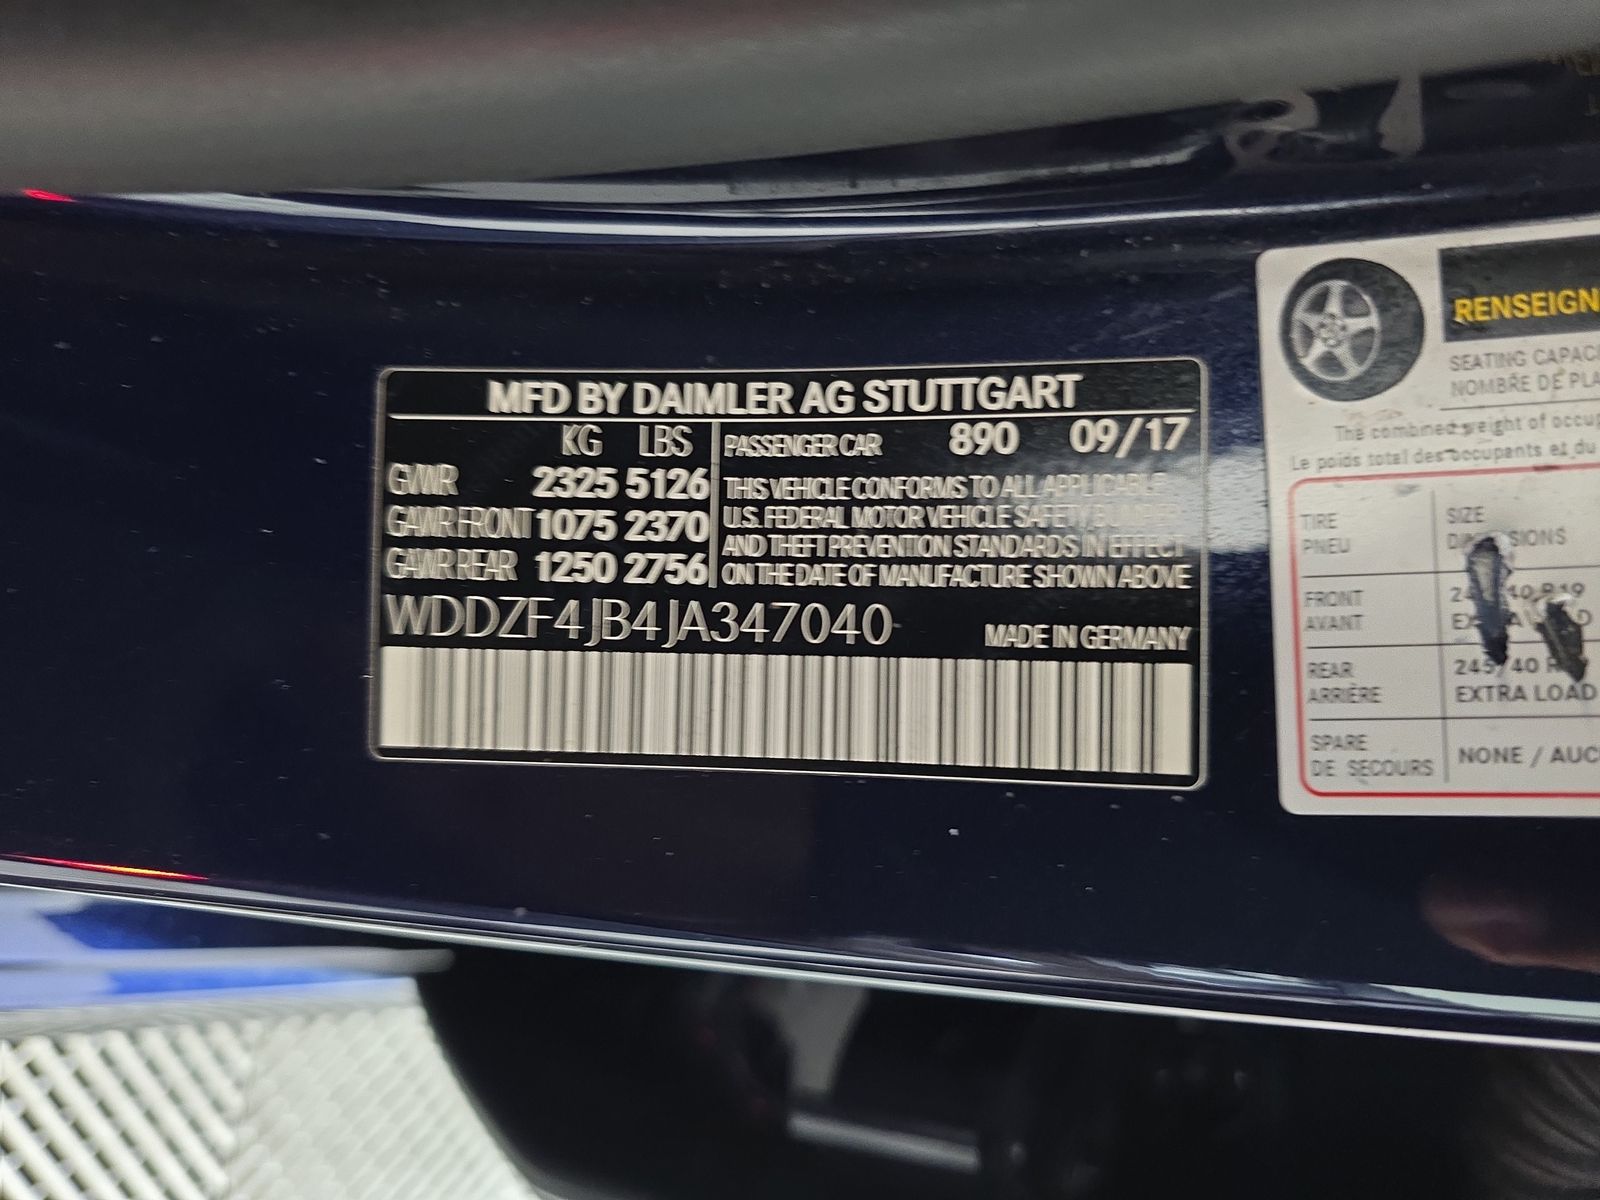 MFD BY DAIMLER AG STUTTGART
KG LBS
GVWR 2325 5126
GAWR FRONT 1075 2370
GAWR REAR 1250 2756
PASSENGER CAR 890 09/17
THIS VEHICLE CONFORMS TO ALL APPLICABLE
U.S. FEDERAL MOTOR VEHICLE SAFETY BUMPER
AND THEFT PREVENTION STANDARDS IN EFFECT
ON THE DATE OF MANUFACTURE SHOWN ABOVE
WDDZF4JB4JA347040
MADE IN GERMANY
RENSEIGN
SEATING CAPACI
NOMBRE DE PLA
The combined weight of occup
Le poids total des occupants et du
TIRE
PNEU
SIZE
DIMENSIONS
FRONT
AVANT
REAR
ARRIÈRE
245/40
EXTRA LOAD
SPARE
DE SECOURS
NONE / AUC